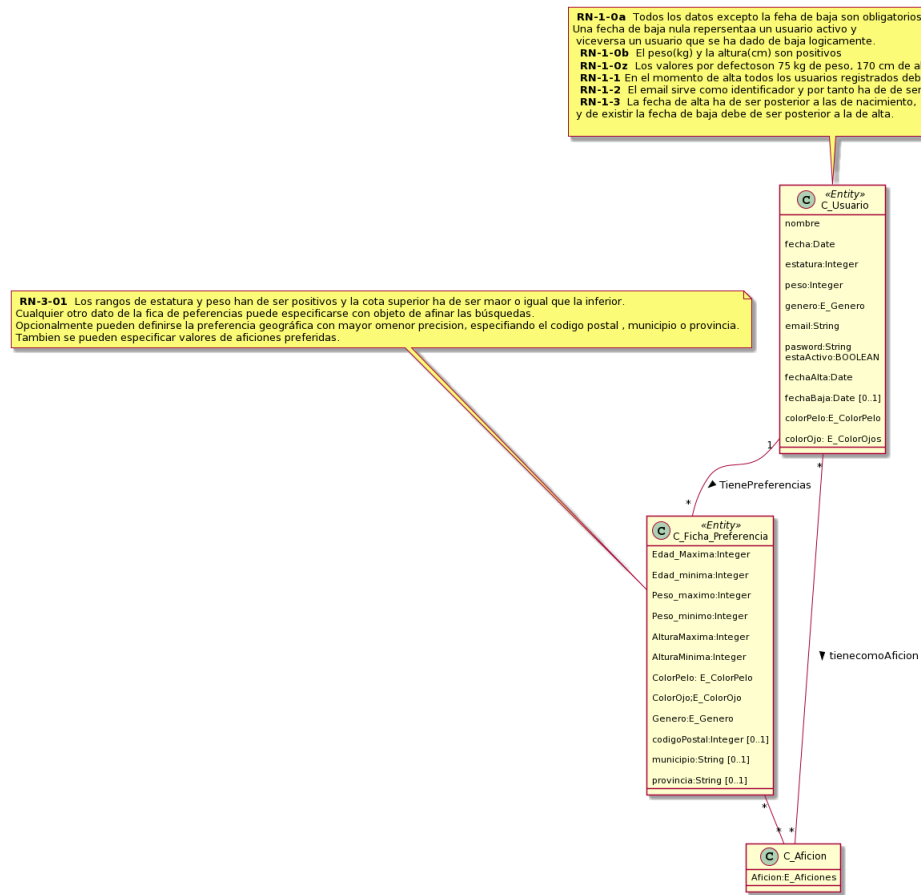 RN-1-0a Todos los datos excepto la feha de baja son obligatorios
Una fecha de baja nula repersentaa un usuario activo y
viceversa un usuario que se ha dado de baja logicamente.
RN-1-0b El peso(kg) y la altura(cm) son positivos
RN-1-0z Los valores por defectoson 75 kg de peso, 170 cm de al
RN-1-1 En el momento de alta todos los usuarios registrados deb
RN-1-2 El email sirve como identificador y por tanto ha de de ser
RN-1-3 La fecha de alta ha de ser posterior a las de nacimiento,
y de existir la fecha de baja debe de ser posterior a la de alta.
C
«Entity»
C_Usuario
nombre
fecha:Date
estatura:Integer
peso:Integer
genero:E_Genero
email:String
pasword:String
estaActivo:BOOLEAN
fechaAlta:Date
fechaBaja:Date [0..1]
colorPelo:E_ColorPelo
colorOjo: E_ColorOjos
RN-3-01 Los rangos de estatura y peso han de ser positivos y la cota superior ha de ser maor o igual que la inferior.
Cualquier otro dato de la fica de peferencias puede especificarse con objeto de afinar las búsquedas.
Opcionalmente pueden definirse la preferencia geográfica con mayor omenor precision, especifiando el codigo postal , municipio o provincia.
Tambien se pueden especificar valores de aficiones preferidas.
1
*
TienePreferencias
*
C
«Entity»
C_Ficha_Preferencia
Edad_Maxima:Integer
Edad_minima:Integer
Peso_maximo:Integer
Peso_minimo:Integer
AlturaMaxima:Integer
AlturaMinima:Integer
ColorPelo: E_ColorPelo
ColorOjo;E_ColorOjo
Genero:E_Genero
codigoPostal:Integer [0..1]
municipio:String [0..1]
provincia:String [0..1]
tienecomoAficion
*
*
*
C
C_Aficion
Aficion:E_Aficiones